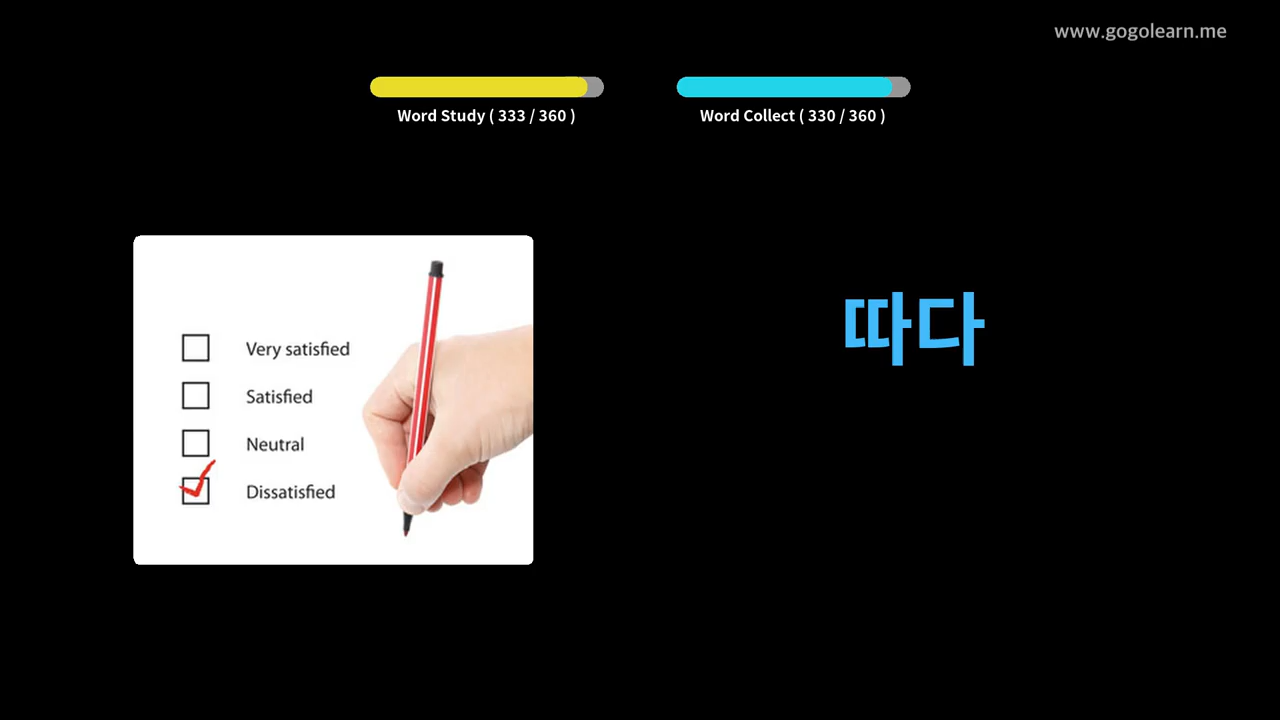 www.gogolearn.me
Word Study ( 333 / 360 )
Word Collect ( 330 / 360 )
Very satisfied
Satisfied
Neutral
Dissatisfied
따다